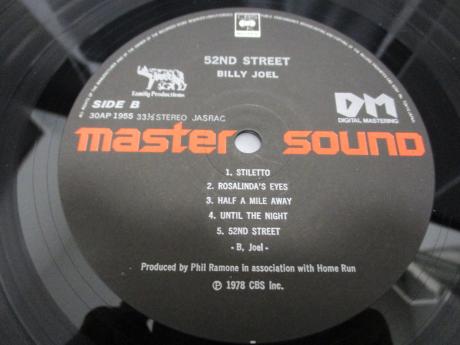 52ND STREET
BILLY JOEL
Family Productions
SIDE B
30AP 1955 33⅓ STEREO JASRAC
DM
DIGITAL MASTERING
master sound
1. STILETTO
2. ROSALINDA'S EYES
3. HALF A MILE AWAY
4. UNTIL THE NIGHT
5. 52ND STREET
- B, Joel -
Produced by Phil Ramone in association with Home Run
Ⓟ 1978 CBS Inc.